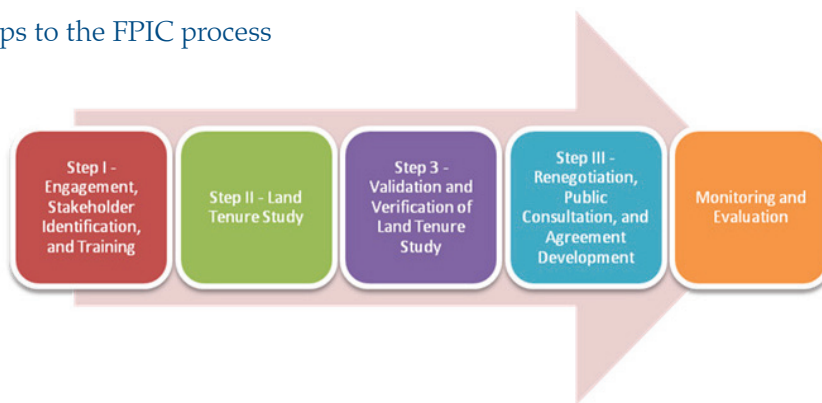 ps to the FPIC process
Step I -
Engagement,
Stakeholder
Identification,
and Training
Step II - Land
Tenure Study
Step 3 -
Validation and
Verification of
Land Tenure
Study
Step III -
Renegotiation,
Public
Consultation, and
Agreement
Development
Monitoring and
Evaluation